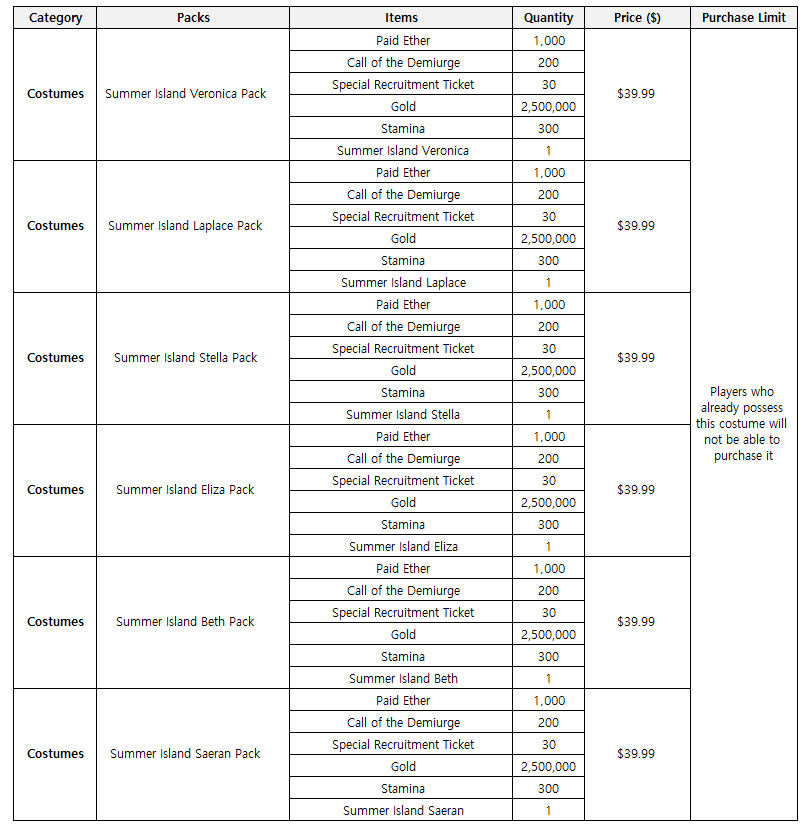 Category Packs Items Quantity Price ($) Purchase Limit
Costumes Summer Island Veronica Pack $39.99
Paid Ether 1,000
Call of the Demiurge 200
Special Recruitment Ticket 30
Gold 2,500,000
Stamina 300
Summer Island Veronica 1
Costumes Summer Island Laplace Pack $39.99
Paid Ether 1,000
Call of the Demiurge 200
Special Recruitment Ticket 30
Gold 2,500,000
Stamina 300
Summer Island Laplace 1
Costumes Summer Island Stella Pack $39.99
Paid Ether 1,000
Call of the Demiurge 200
Special Recruitment Ticket 30
Gold 2,500,000
Stamina 300
Summer Island Stella 1
Costumes Summer Island Eliza Pack $39.99
Paid Ether 1,000
Call of the Demiurge 200
Special Recruitment Ticket 30
Gold 2,500,000
Stamina 300
Summer Island Eliza 1
Costumes Summer Island Beth Pack $39.99
Paid Ether 1,000
Call of the Demiurge 200
Special Recruitment Ticket 30
Gold 2,500,000
Stamina 300
Summer Island Beth 1
Costumes Summer Island Saeran Pack $39.99
Paid Ether 1,000
Call of the Demiurge 200
Special Recruitment Ticket 30
Gold 2,500,000
Stamina 300
Summer Island Saeran 1
Players who
already possess
this costume will
not be able to
purchase it